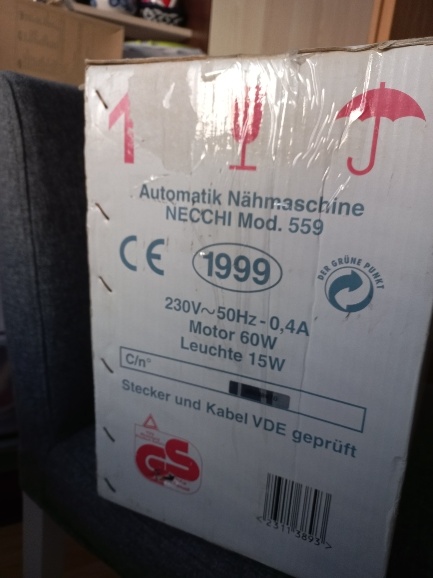 Automatik Nähmaschine
NECCHI Mod. 559
CE
1999
DER GRÜNE PUNKT
230V~50Hz-0,4A
Motor 60W
Leuchte 15W
C/n°
Stecker und Kabel VDE geprüft
GS
<23113893>